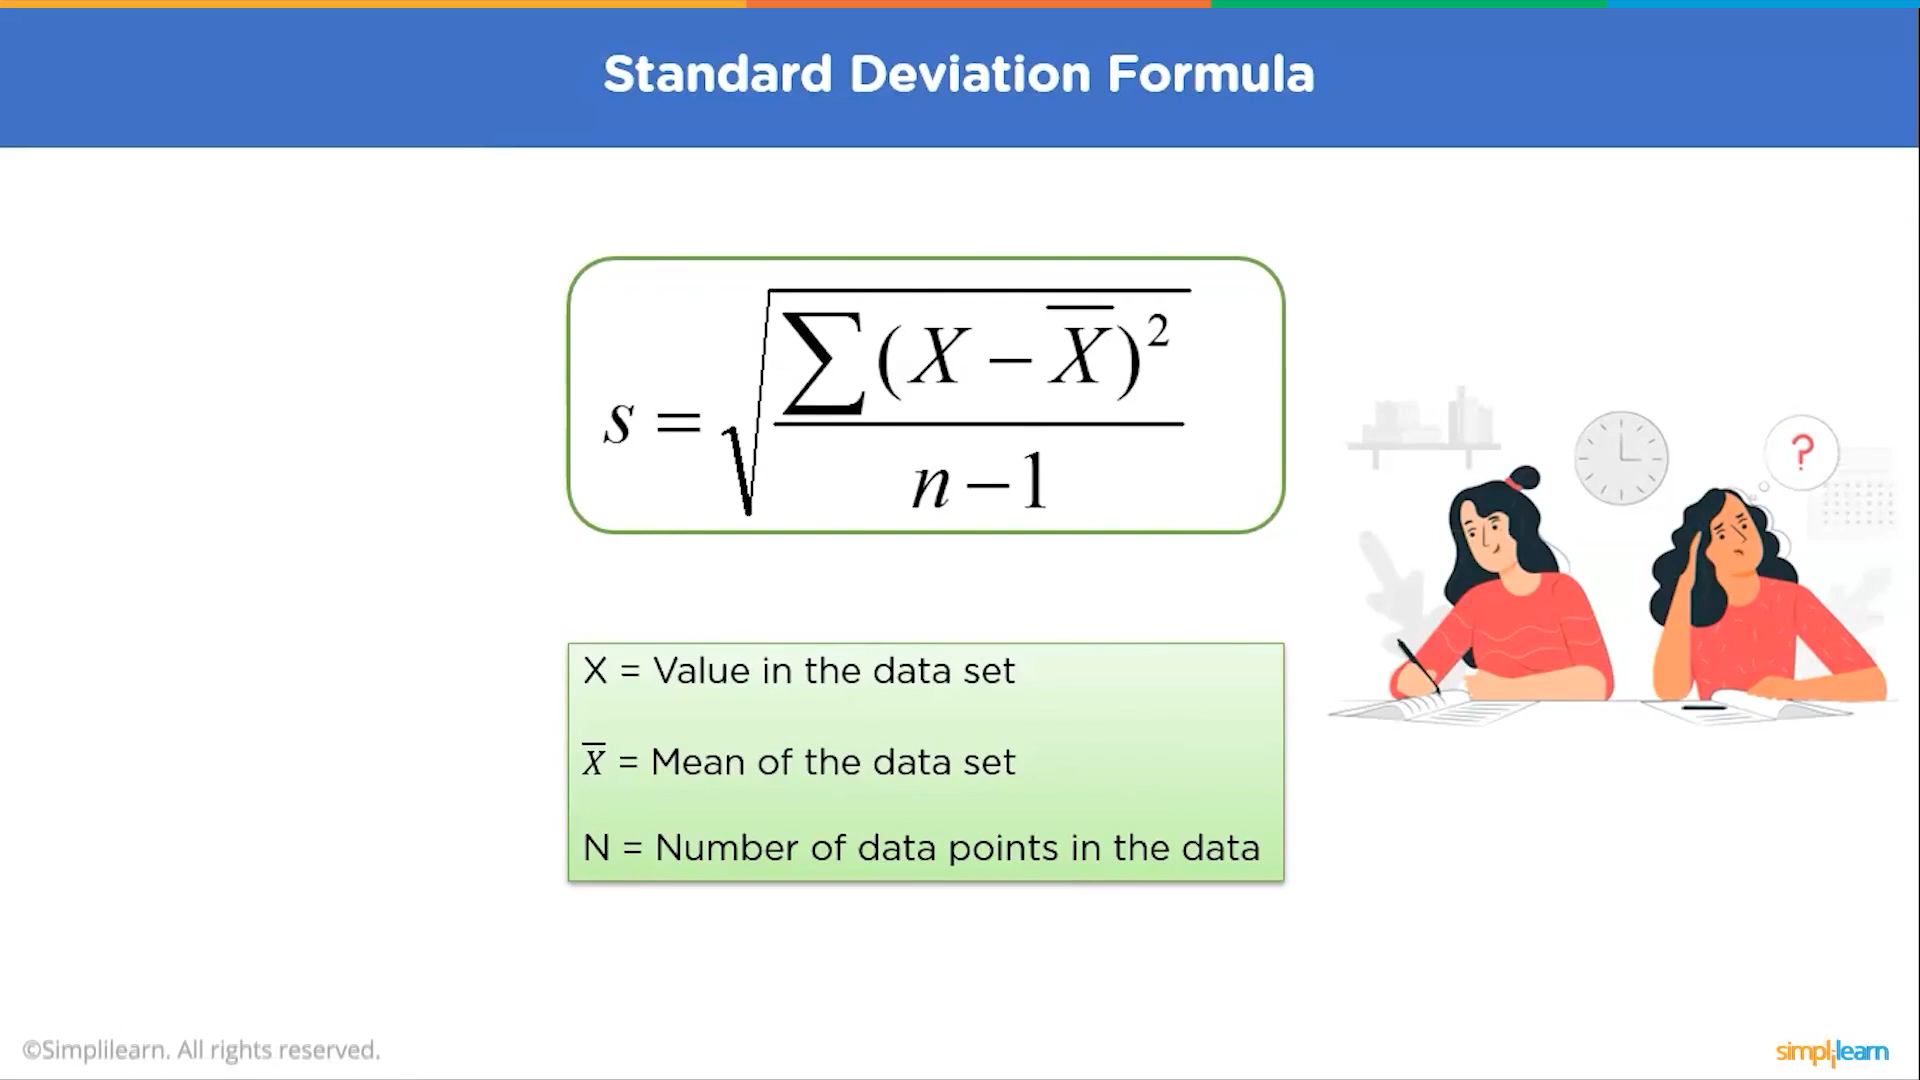 Standard Deviation Formula
s = √(∑(X − X̅)² / (n − 1))
X = Value in the data set
X̅ = Mean of the data set
N = Number of data points in the data
?
©Simplilearn. All rights reserved.
simplilearn